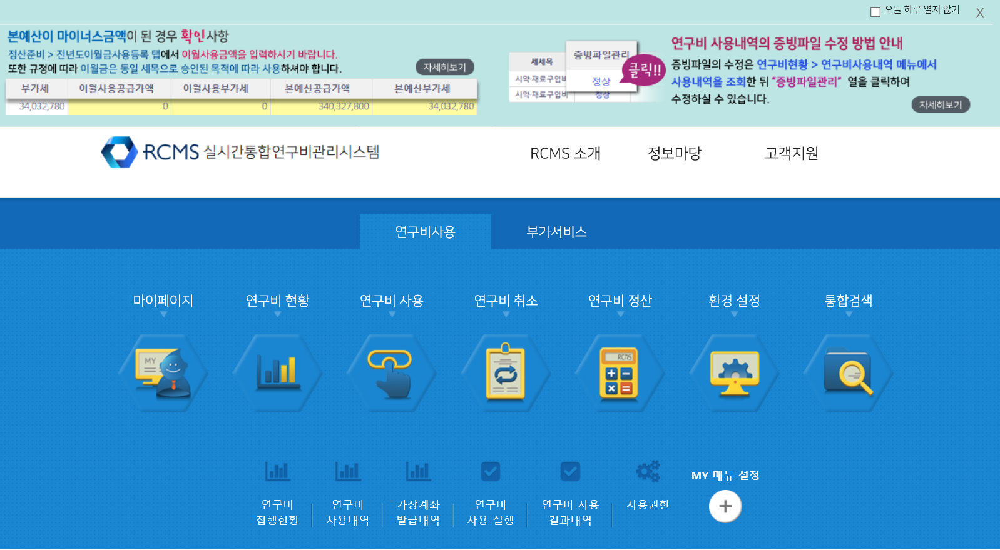 오늘 하루 열지 않기 X
본예산이 마이너스금액이 된 경우 확인사항
정산준비 > 전년도이월금사용등록 탭에서 이월사용금액을 입력하시기 바랍니다.
또한 규정에 따라 이월금은 동일 세목으로 승인된 목적에 따라 사용하셔야 합니다.
자세히보기
부가세 이월사용공급가액 이월사용부가세 본예산공급가액 본예산부가세
34,032,780 0 0 340,327,800 34,032,780
세세목 증빙파일관리
시약·재료구입비 정상
시약·재료구입비 정상
클릭!!
연구비 사용내역의 증빙파일 수정 방법 안내
증빙파일의 수정은 연구비현황 > 연구비사용내역 메뉴에서
사용내역을 조회한 뒤 "증빙파일관리" 열을 클릭하여
수정하실 수 있습니다.
자세히보기
RCMS 실시간통합연구비관리시스템
RCMS 소개 정보마당 고객지원
연구비사용 부가서비스
마이페이지 연구비 현황 연구비 사용 연구비 취소 연구비 정산 환경 설정 통합검색
MY
RCMS
MY 메뉴 설정
연구비 연구비 가상계좌 연구비 연구비 사용 사용권한
집행현황 사용내역 발급내역 사용 실행 결과내역